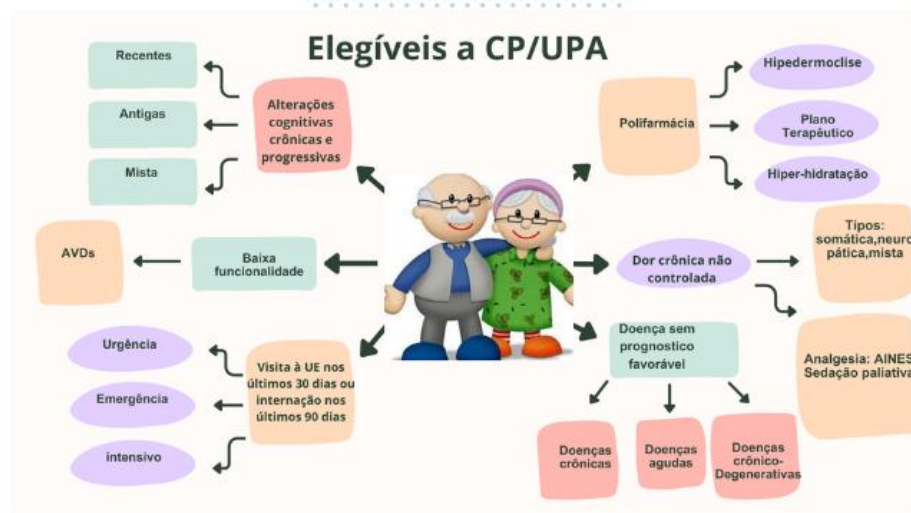 Elegíveis a CP/UPA
Recentes
Antigas
Mista
Alterações
cognitivas
crônicas e
progressivas
AVDs
Baixa
funcionalidade
Urgência
Emergência
intensivo
Visita à UE nos
últimos 30 dias ou
internação nos
últimos 90 dias
Polifarmácia
Hipedermoclise
Plano
Terapêutico
Hiper-hidratação
Dor crônica não
controlada
Tipos:
somática,neuro
pática,mista
Analgesia: AINES
Sedação paliativa
Doença sem
prognostico
favorável
Doenças
crônicas
Doenças
agudas
Doenças
crônico-
Degenerativas